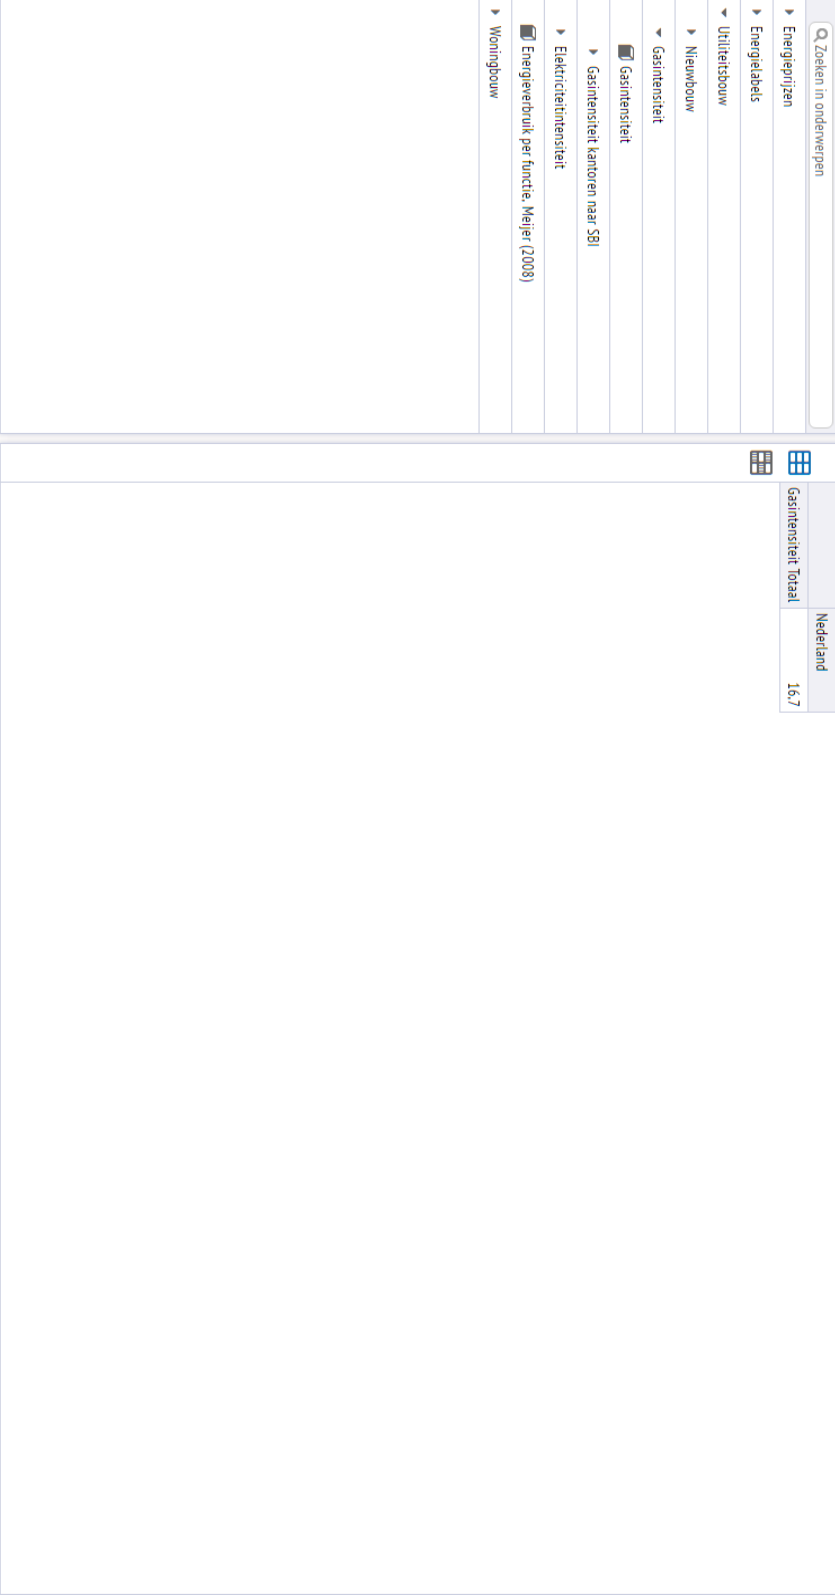 Zoeken in onderwerpen
Energieprijzen
Energielabels
Utiliteitsbouw
Nieuwbouw
Gasintensiteit
Gasintensiteit
Gasintensiteit kantoren naar SBI
Elektriciteitintensiteit
Energieverbruik per functie, Meijer (2008)
Woningbouw
Nederland
Gasintensiteit Totaal 16,7